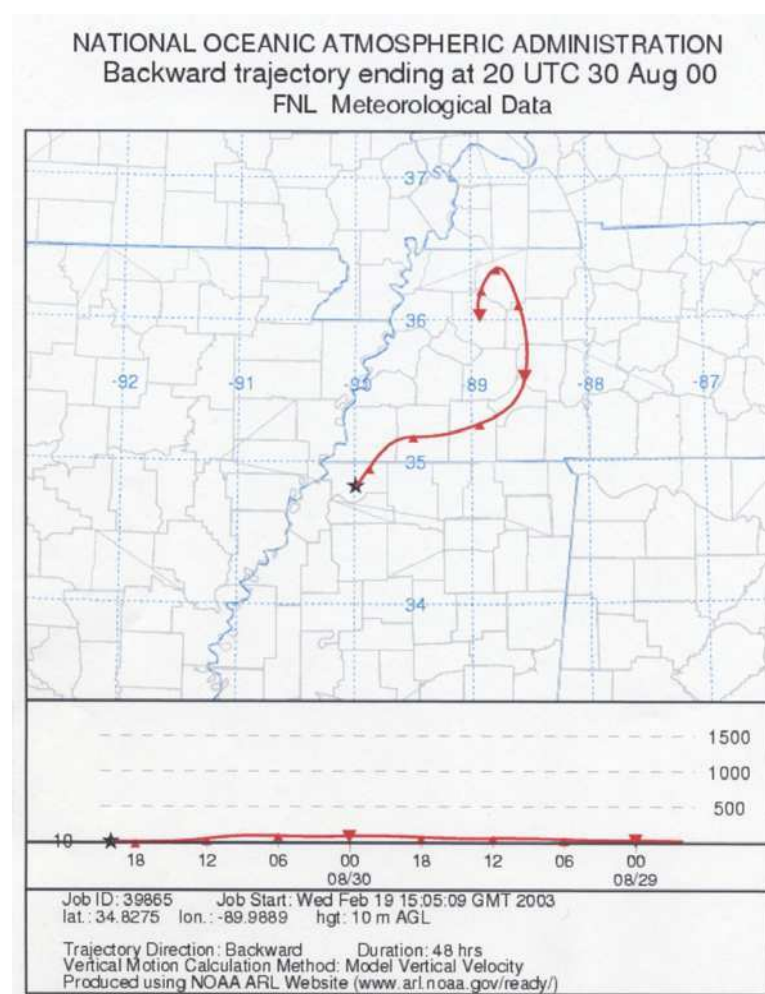 NATIONAL OCEANIC ATMOSPHERIC ADMINISTRATION
Backward trajectory ending at 20 UTC 30 Aug 00
FNL Meteorological Data
37
36
-92 -91 -90 -89 -88 -87
35
34
1500
1000
500
10
18 12 06 00 18 12 06 00
08/30 08/29
Job ID: 39865 Job Start: Wed Feb 19 15:05:09 GMT 2003
lat.: 34.8275 lon.: -89.9889 hgt: 10 m AGL
Trajectory Direction: Backward Duration: 48 hrs
Vertical Motion Calculation Method: Model Vertical Velocity
Produced using NOAA ARL Website (www.arl.noaa.gov/ready/)